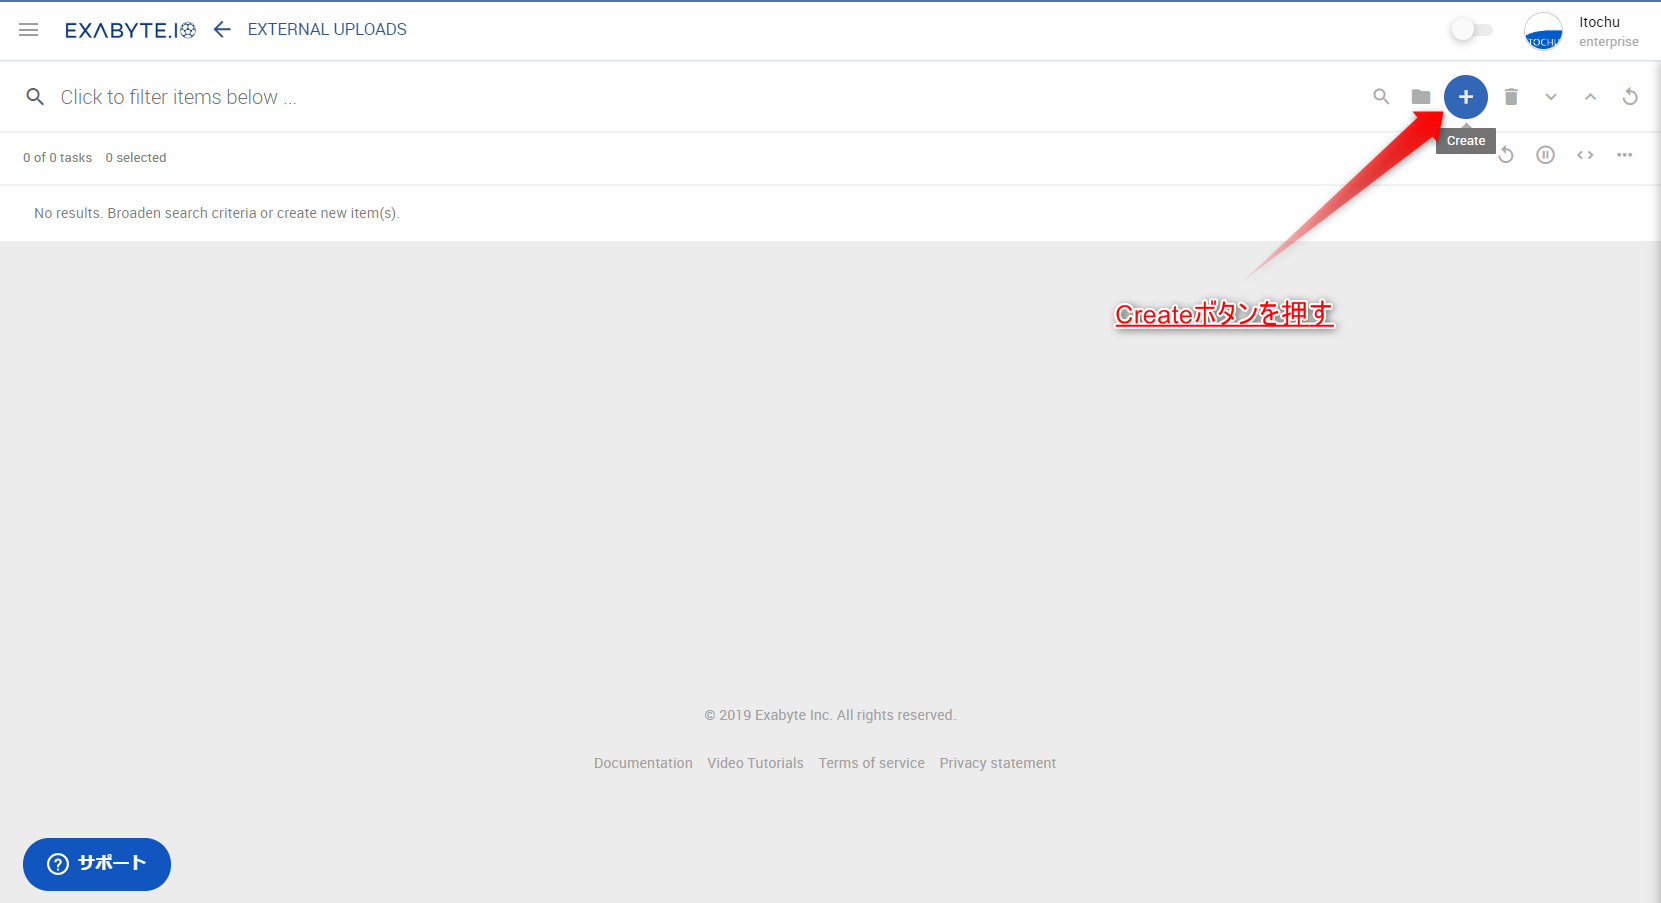 EXABYTE.IO
EXTERNAL UPLOADS
Itochu
enterprise
ITOCHU
Click to filter items below ...
Create
0 of 0 tasks 0 selected
No results. Broaden search criteria or create new item(s).
Createボタンを押す
© 2019 Exabyte Inc. All rights reserved.
Documentation Video Tutorials Terms of service Privacy statement
サポート